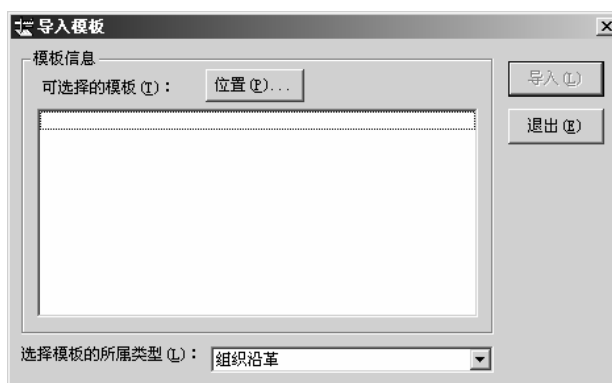 导入模板
模板信息
可选择的模板(T)：
位置(P)...
导入(L)
退出(E)
选择模板的所属类型(L)：
组织沿革